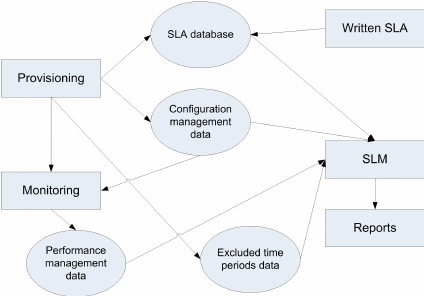 SLA database
Written SLA
Provisioning
Configuration
management
data
SLM
Monitoring
Reports
Performance
management
data
Excluded time
periods data